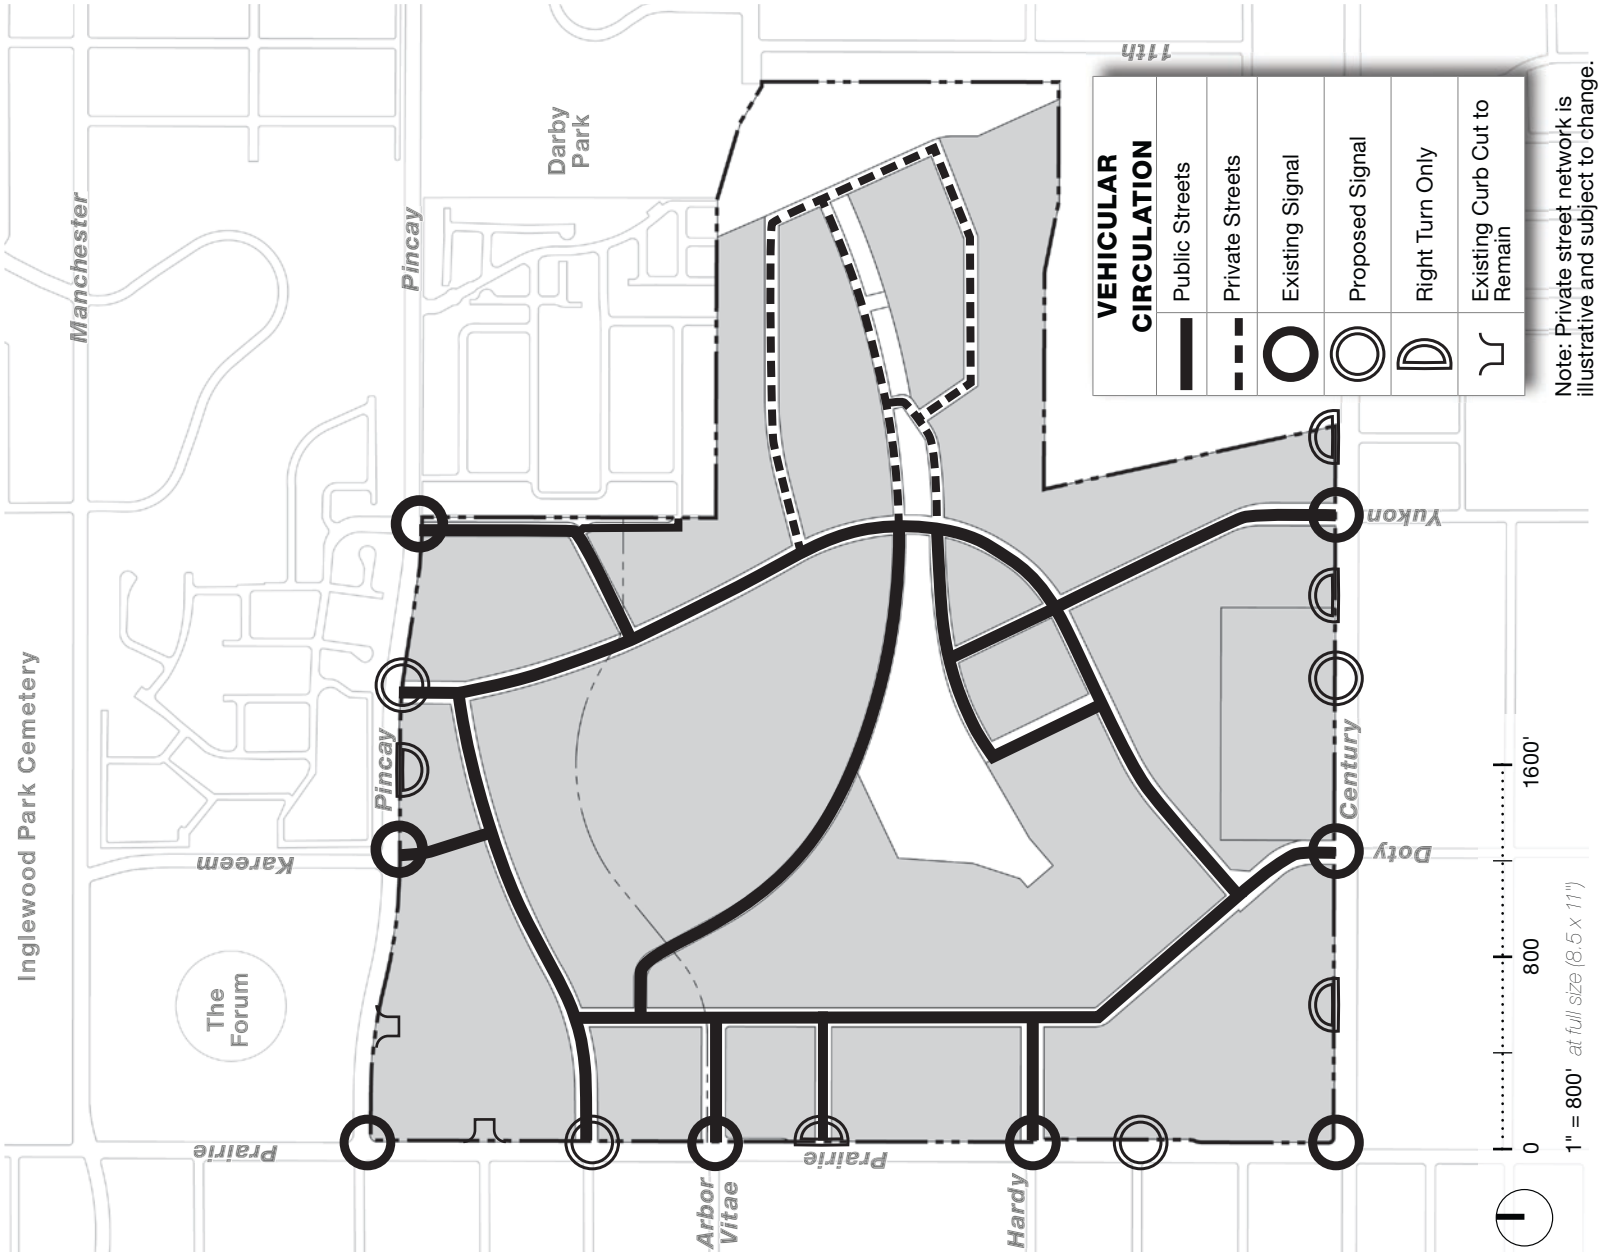 Inglewood Park Cemetery
Manchester
Pincay
Darby
Park
11th
The
Forum
Kareem
Pincay
Prairie
Arbor
Vitae
Prairie
Hardy
Century
Doty
Yukon
VEHICULAR
CIRCULATION
Public Streets
Private Streets
Existing Signal
Proposed Signal
Right Turn Only
Existing Curb Cut to
Remain
Note: Private street network is
illustrative and subject to change.
0 800 1600'
1" = 800' at full size (8.5 x 11")